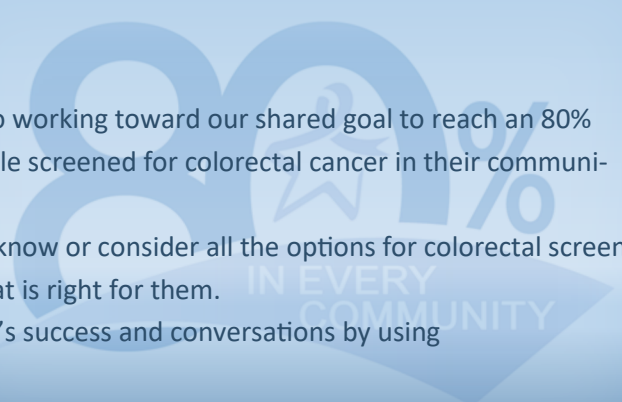 80%
working toward our shared goal to reach an 80%
screened for colorectal cancer in their communi-
know or consider all the options for colorectal screen
is right for them.
success and conversations by using
IN EVERY
COMMUNITY